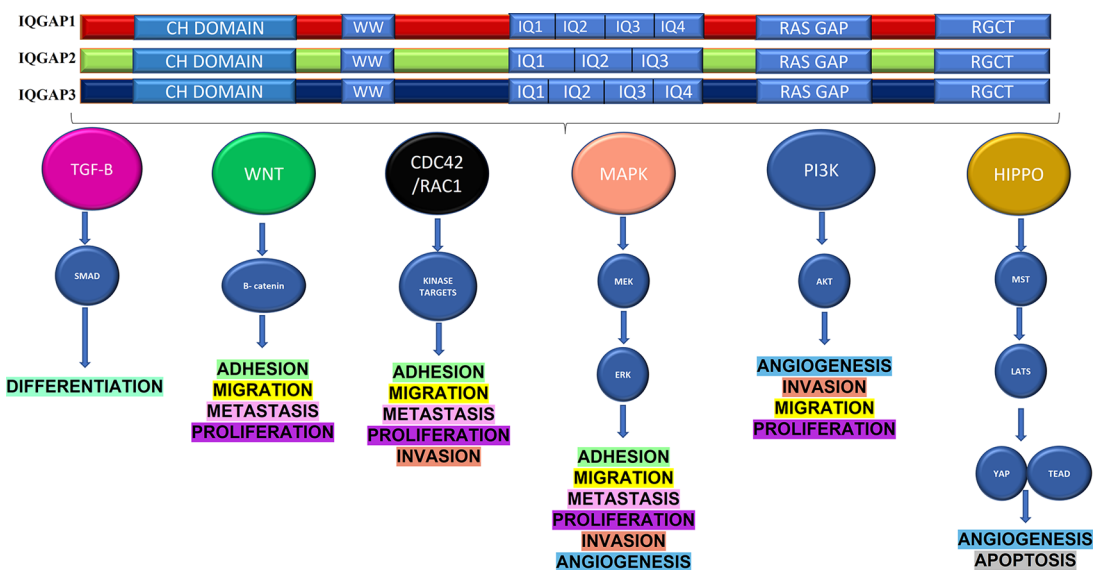 IQGAP1 CH DOMAIN WW IQ1 IQ2 IQ3 IQ4 RAS GAP RGCT
IQGAP2 CH DOMAIN WW IQ1 IQ2 IQ3 RAS GAP RGCT
IQGAP3 CH DOMAIN WW IQ1 IQ2 IQ3 IQ4 RAS GAP RGCT
TGF-B
SMAD
DIFFERENTIATION
WNT
B- catenin
ADHESION
MIGRATION
METASTASIS
PROLIFERATION
CDC42
/RAC1
KINASE
TARGETS
ADHESION
MIGRATION
METASTASIS
PROLIFERATION
INVASION
MAPK
MEK
ERK
ADHESION
MIGRATION
METASTASIS
PROLIFERATION
INVASION
ANGIOGENESIS
PI3K
AKT
ANGIOGENESIS
INVASION
MIGRATION
PROLIFERATION
HIPPO
MST
LATS
YAP TEAD
ANGIOGENESIS
APOPTOSIS